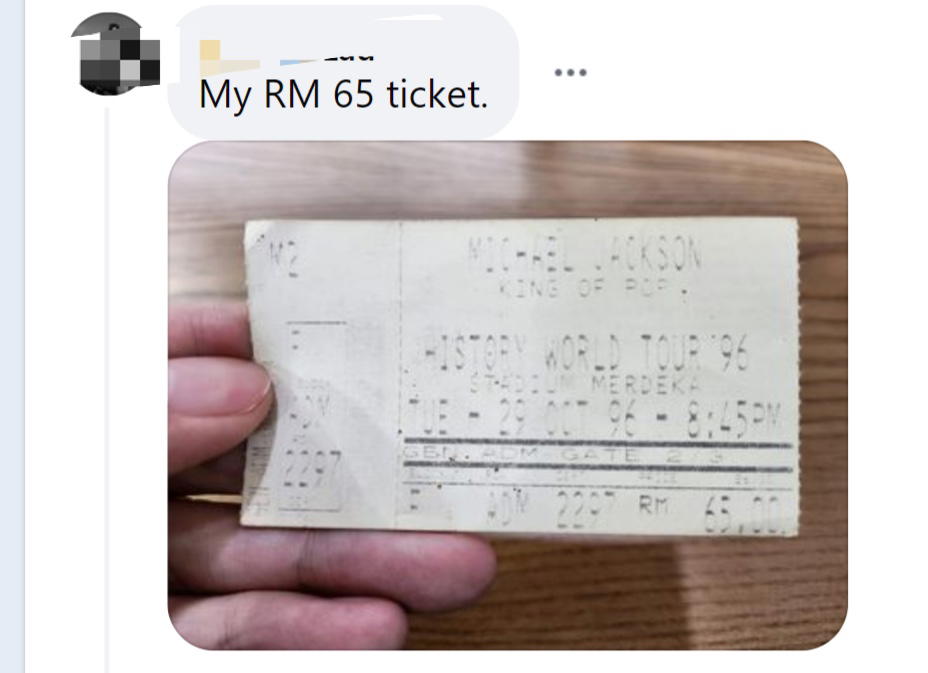 My RM 65 ticket.
M2
MICHAEL JACKSON
KING OF POP.
HISTORY WORLD TOUR '96
STADIUM MERDEKA
TUE - 29 OCT 96 - 8:45PM
GEN. ADM GATE 2/3
F ADM 2297 RM 65.00
F
ADM
2297